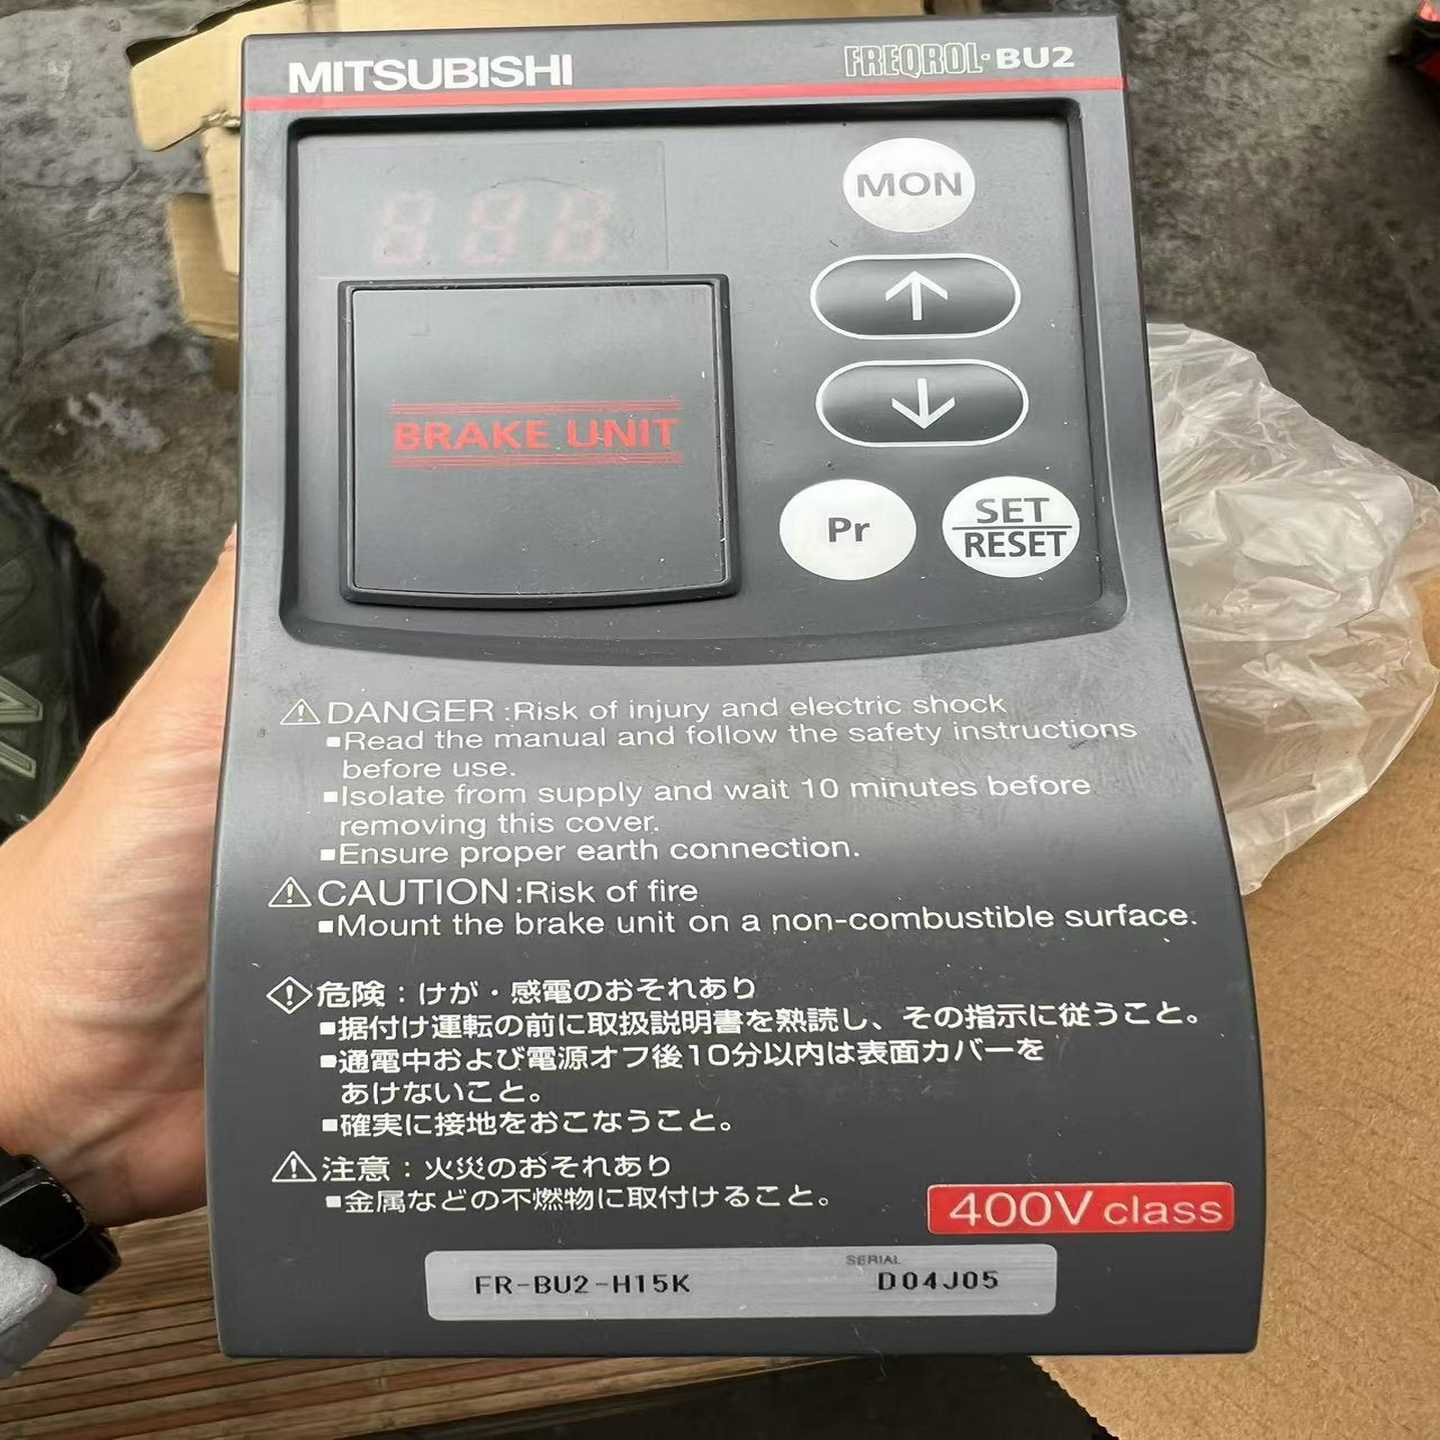 MITSUBISHI FREQROL-BU2
8.8.8.
MON
↑
↓
BRAKE UNIT
Pr
SET
RESET
⚠DANGER :Risk of injury and electric shock
■Read the manual and follow the safety instructions
before use.
■Isolate from supply and wait 10 minutes before
removing this cover.
■Ensure proper earth connection.
⚠CAUTION:Risk of fire
■Mount the brake unit on a non-combustible surface.
危険：けが・感電のおそれあり
■据付け運転の前に取扱説明書を熟読し、その指示に従うこと。
■通電中および電源オフ後10分以内は表面カバーを
あけないこと。
■確実に接地をおこなうこと。
⚠注意：火災のおそれあり
■金属などの不燃物に取付けること。
400V class
FR-BU2-H15K
SERIAL
D04J05